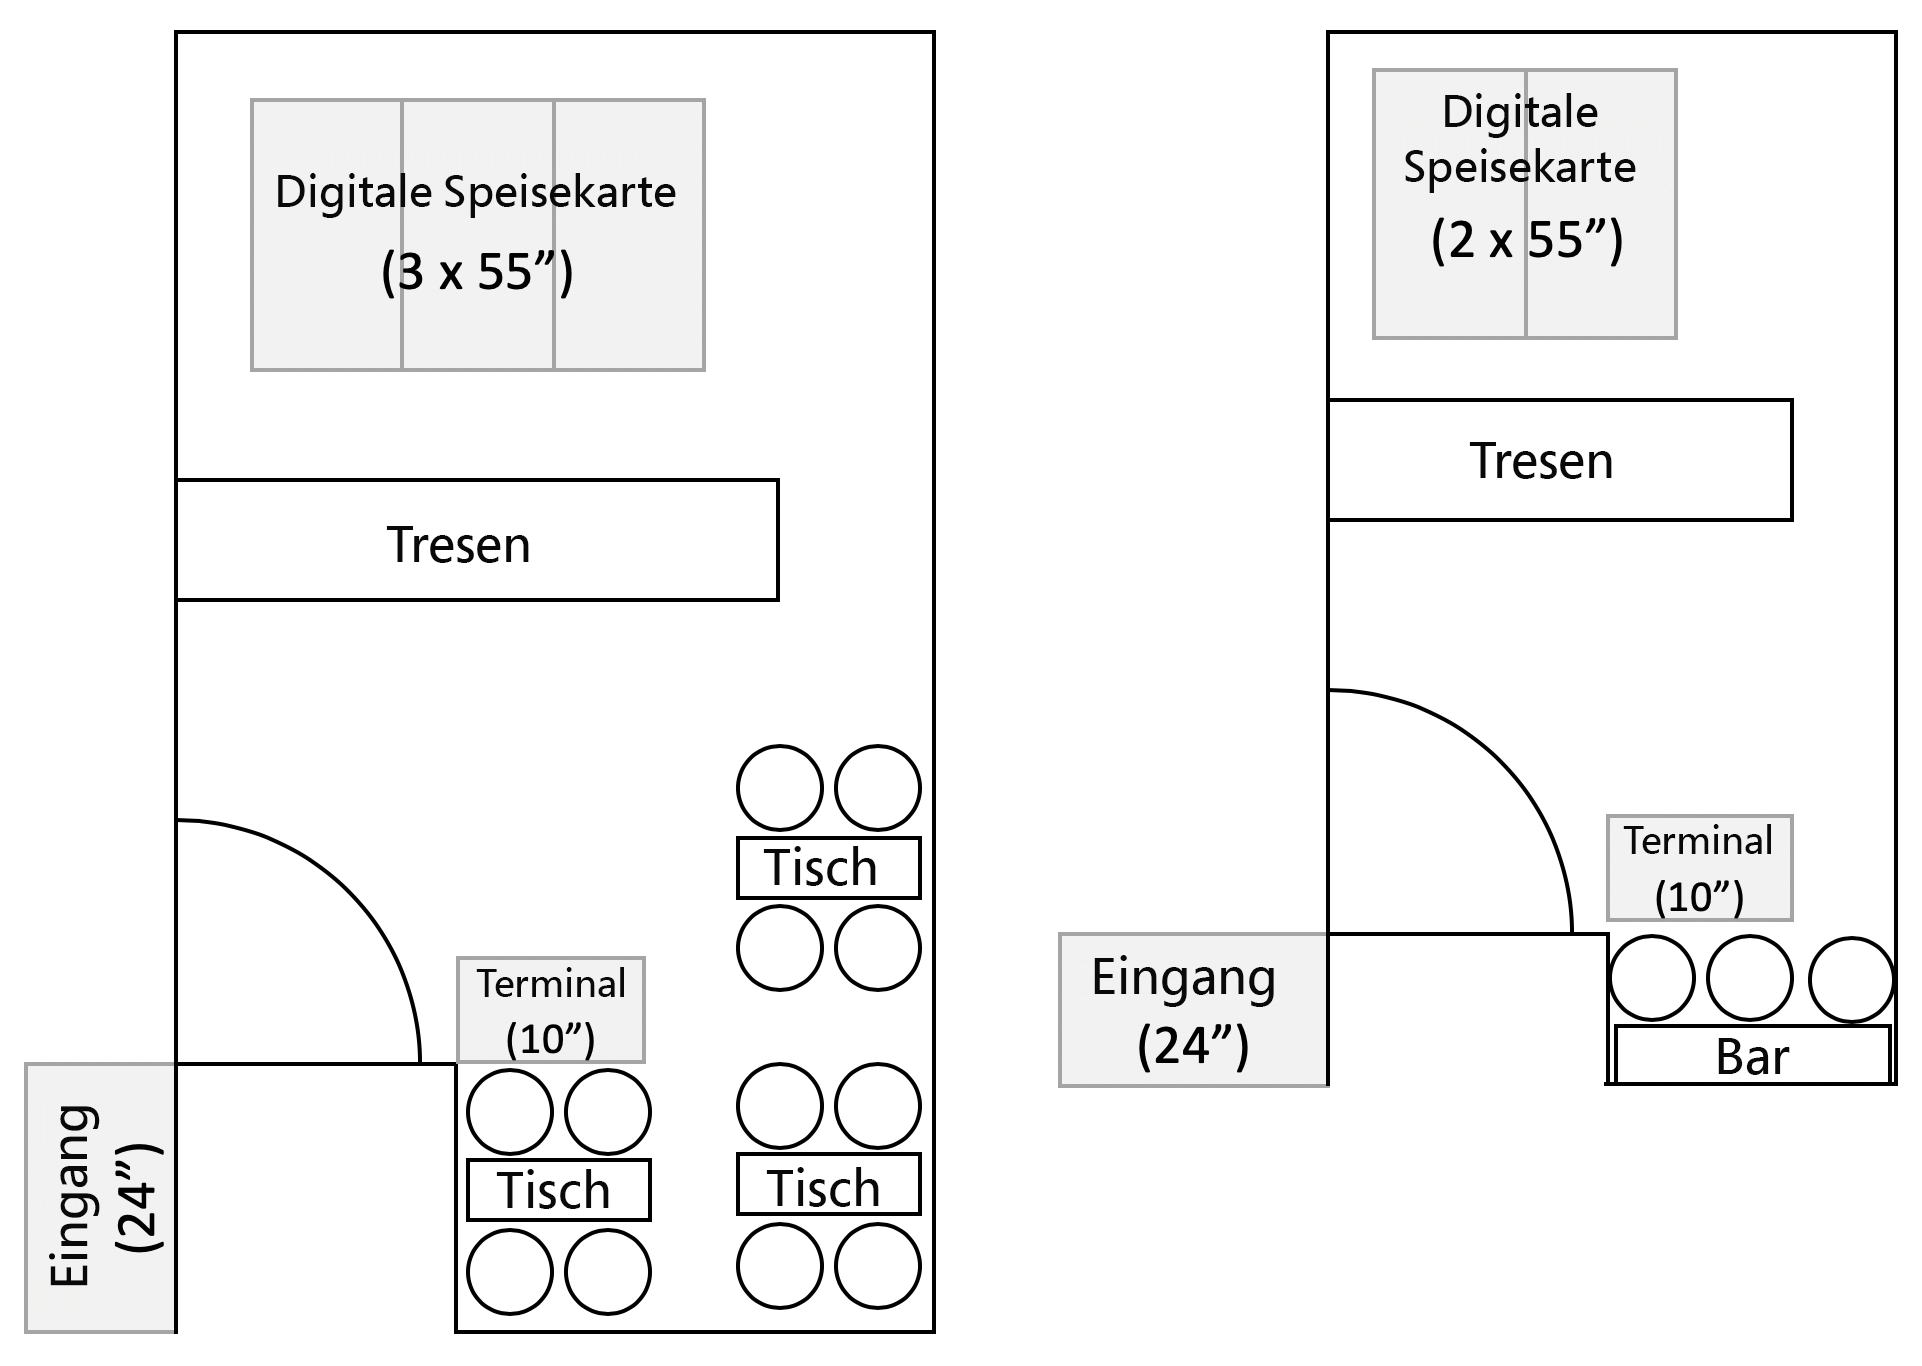 Digitale Speisekarte
(3 x 55”)
Tresen
Tisch
Terminal
(10”)
Eingang
(24”)
Tisch
Tisch
Digitale
Speisekarte
(2 x 55”)
Tresen
Terminal
(10”)
Eingang
(24”)
Bar